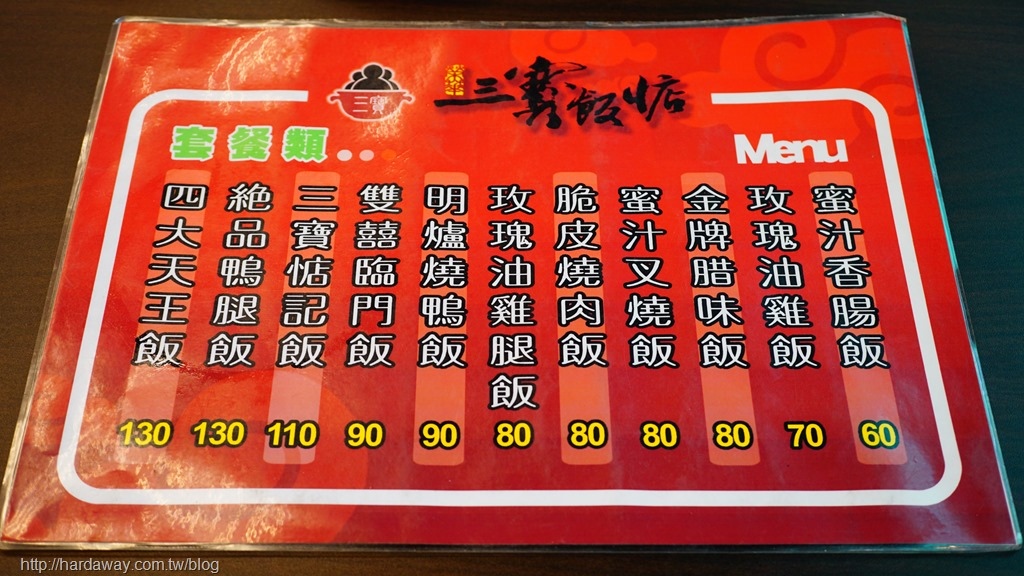 三寶
三寶飯店
套餐類
Menu
蜜汁香腸飯 60
玫瑰油雞飯 70
金牌腊味飯 80
蜜汁叉燒飯 80
脆皮燒肉飯 80
玫瑰油雞腿飯 80
明爐燒鴨飯 90
雙囍臨門飯 90
三寶惦記飯 110
絕品鴨腿飯 130
四大天王飯 130
http://hardaway.com.tw/blog